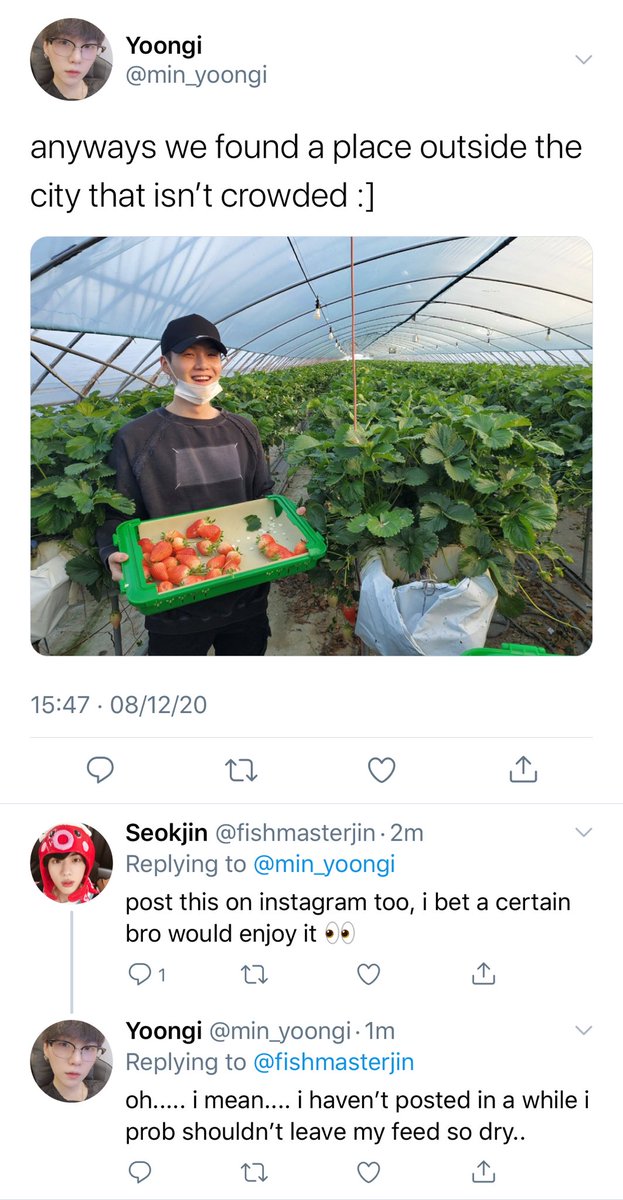 Yoongi
@min_yoongi
anyways we found a place outside the
city that isn’t crowded :]
15:47 · 08/12/20
Seokjin @fishmasterjin · 2m
Replying to @min_yoongi
post this on instagram too, i bet a certain
bro would enjoy it 👀
1
Yoongi @min_yoongi · 1m
Replying to @fishmasterjin
oh..... i mean.... i haven’t posted in a while i
prob shouldn’t leave my feed so dry..